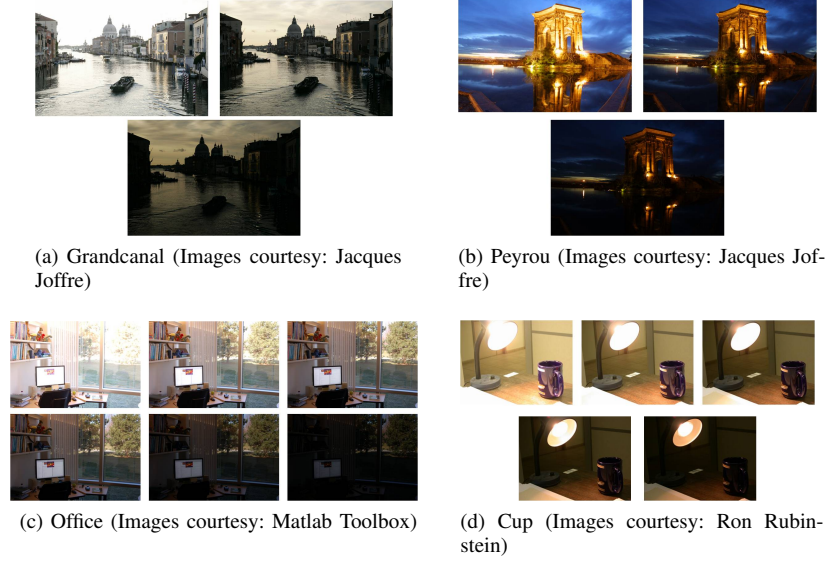 (a) Grandcanal (Images courtesy: Jacques
Joffre)
(b) Peyrou (Images courtesy: Jacques Jof-
fre)
(c) Office (Images courtesy: Matlab Toolbox)
(d) Cup (Images courtesy: Ron Rubin-
stein)